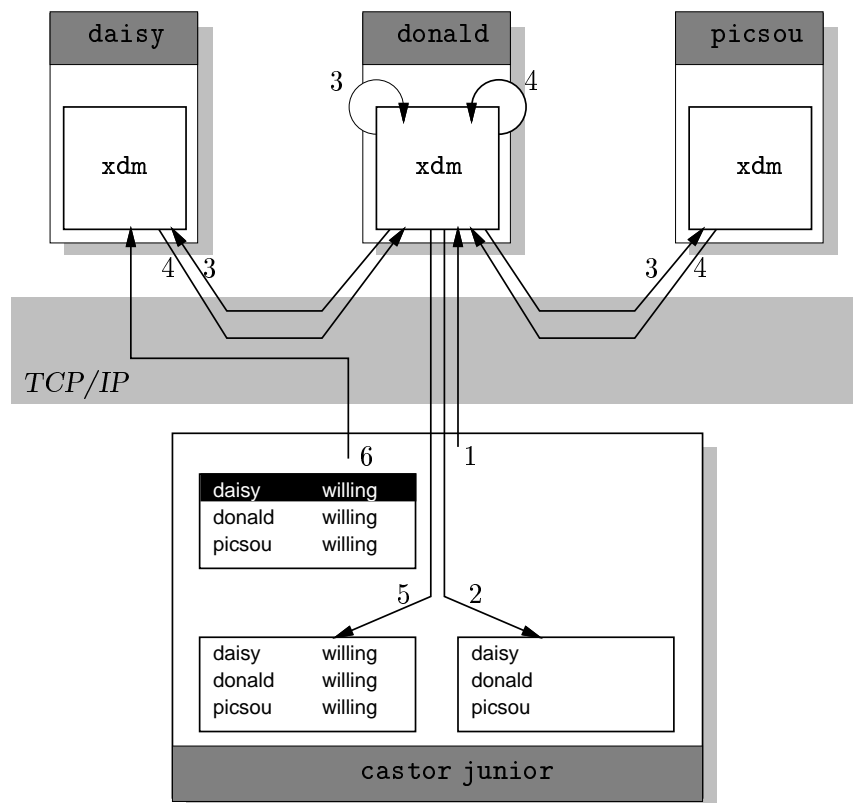 daisy donald picsou
3 4
xdm xdm xdm
4 3 3 4
TCP/IP
6 1
daisy willing
donald willing
picsou willing
5 2
daisy willing
donald willing
picsou willing
daisy
donald
picsou
castor junior